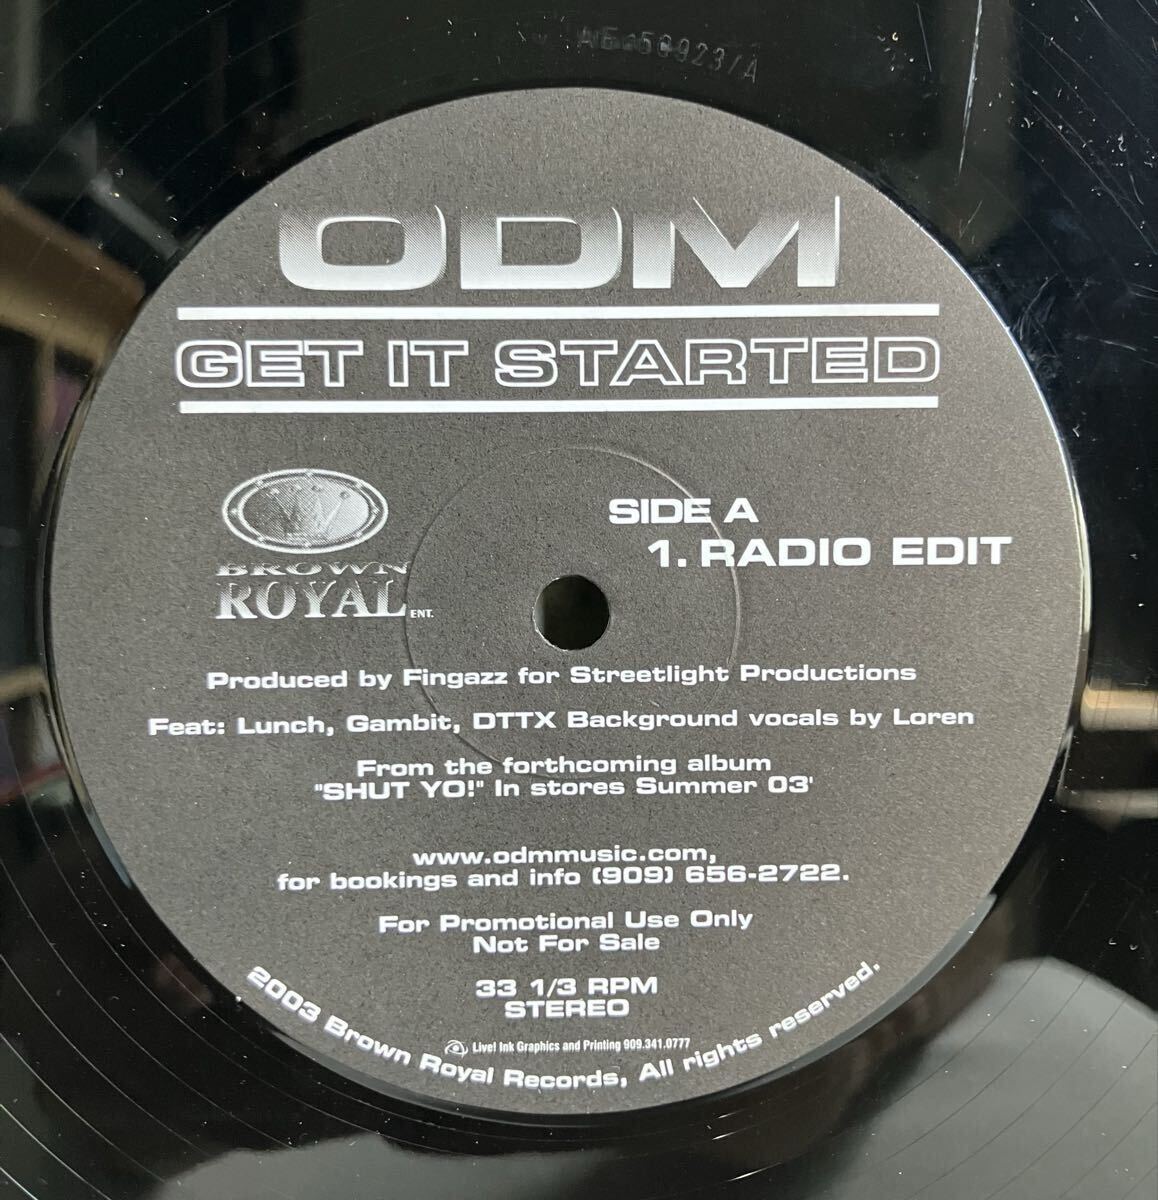 ODM
GET IT STARTED
SIDE A
1. RADIO EDIT
BROWN
ROYAL ENT.
Produced by Fingazz for Streetlight Productions
Feat: Lunch, Gambit, DTTX Background vocals by Loren
From the forthcoming album
"SHUT YO!" In stores Summer 03'
www.odmmusic.com,
for bookings and info (909) 656-2722.
For Promotional Use Only
Not For Sale
33 1/3 RPM
STEREO
Live! Ink Graphics and Printing 909.341.0777
2003 Brown Royal Records, All rights reserved.